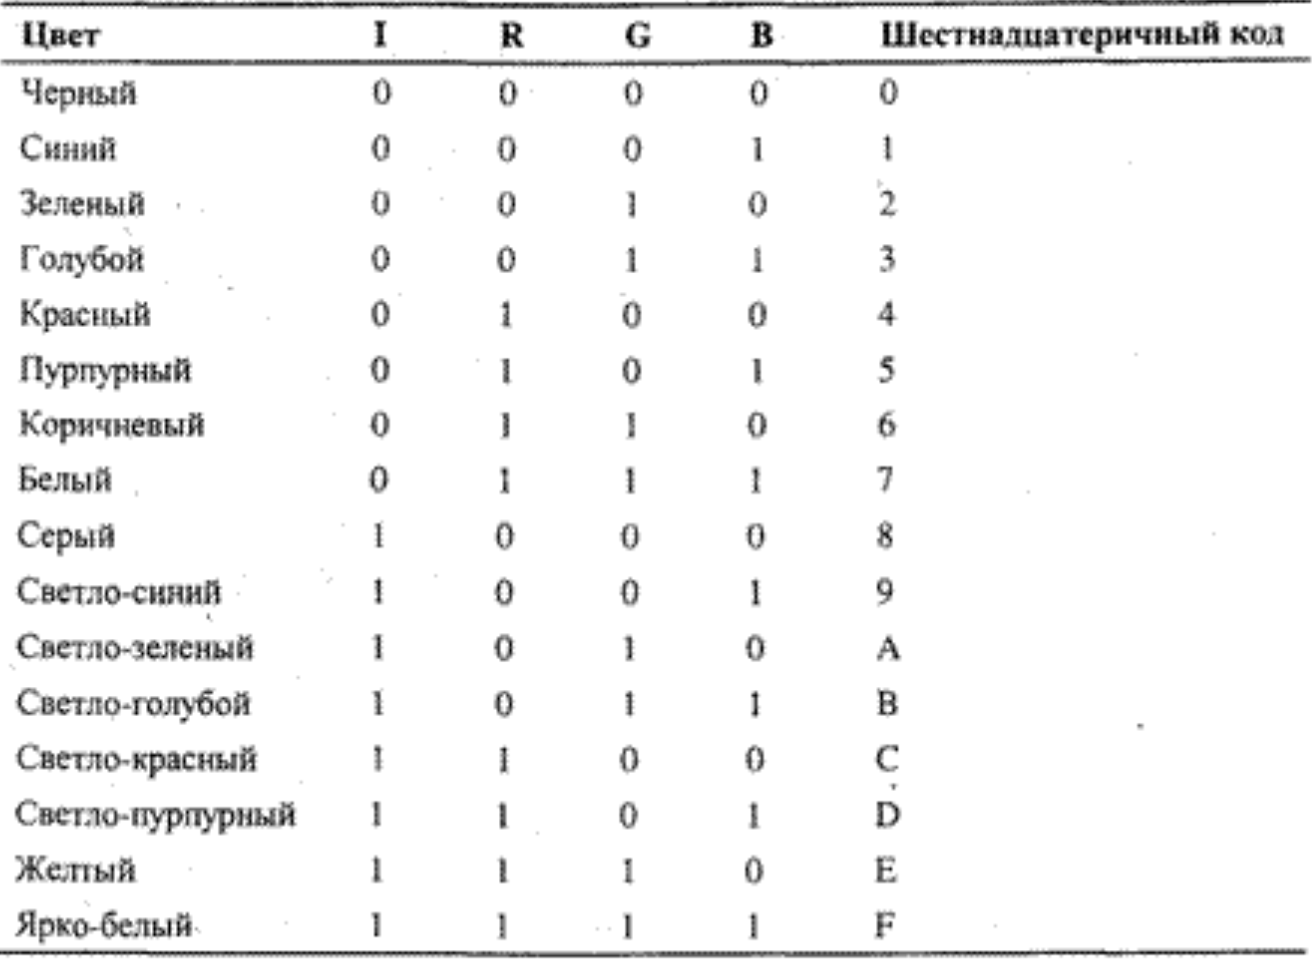 Цвет I R G B Шестнадцатеричный код
Черный 0 0 0 0 0
Синий 0 0 0 1 1
Зеленый 0 0 1 0 2
Голубой 0 0 1 1 3
Красный 0 1 0 0 4
Пурпурный 0 1 0 1 5
Коричневый 0 1 1 0 6
Белый 0 1 1 1 7
Серый 1 0 0 0 8
Светло-синий 1 0 0 1 9
Светло-зеленый 1 0 1 0 A
Светло-голубой 1 0 1 1 B
Светло-красный 1 1 0 0 C
Светло-пурпурный 1 1 0 1 D
Желтый 1 1 1 0 E
Ярко-белый 1 1 1 1 F